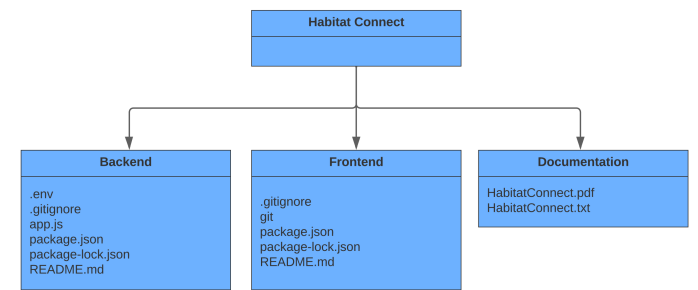 Habitat Connect
Backend
.env
.gitignore
app.js
package.json
package-lock.json
README.md
Frontend
.gitignore
git
package.json
package-lock.json
README.md
Documentation
HabitatConnect.pdf
HabitatConnect.txt